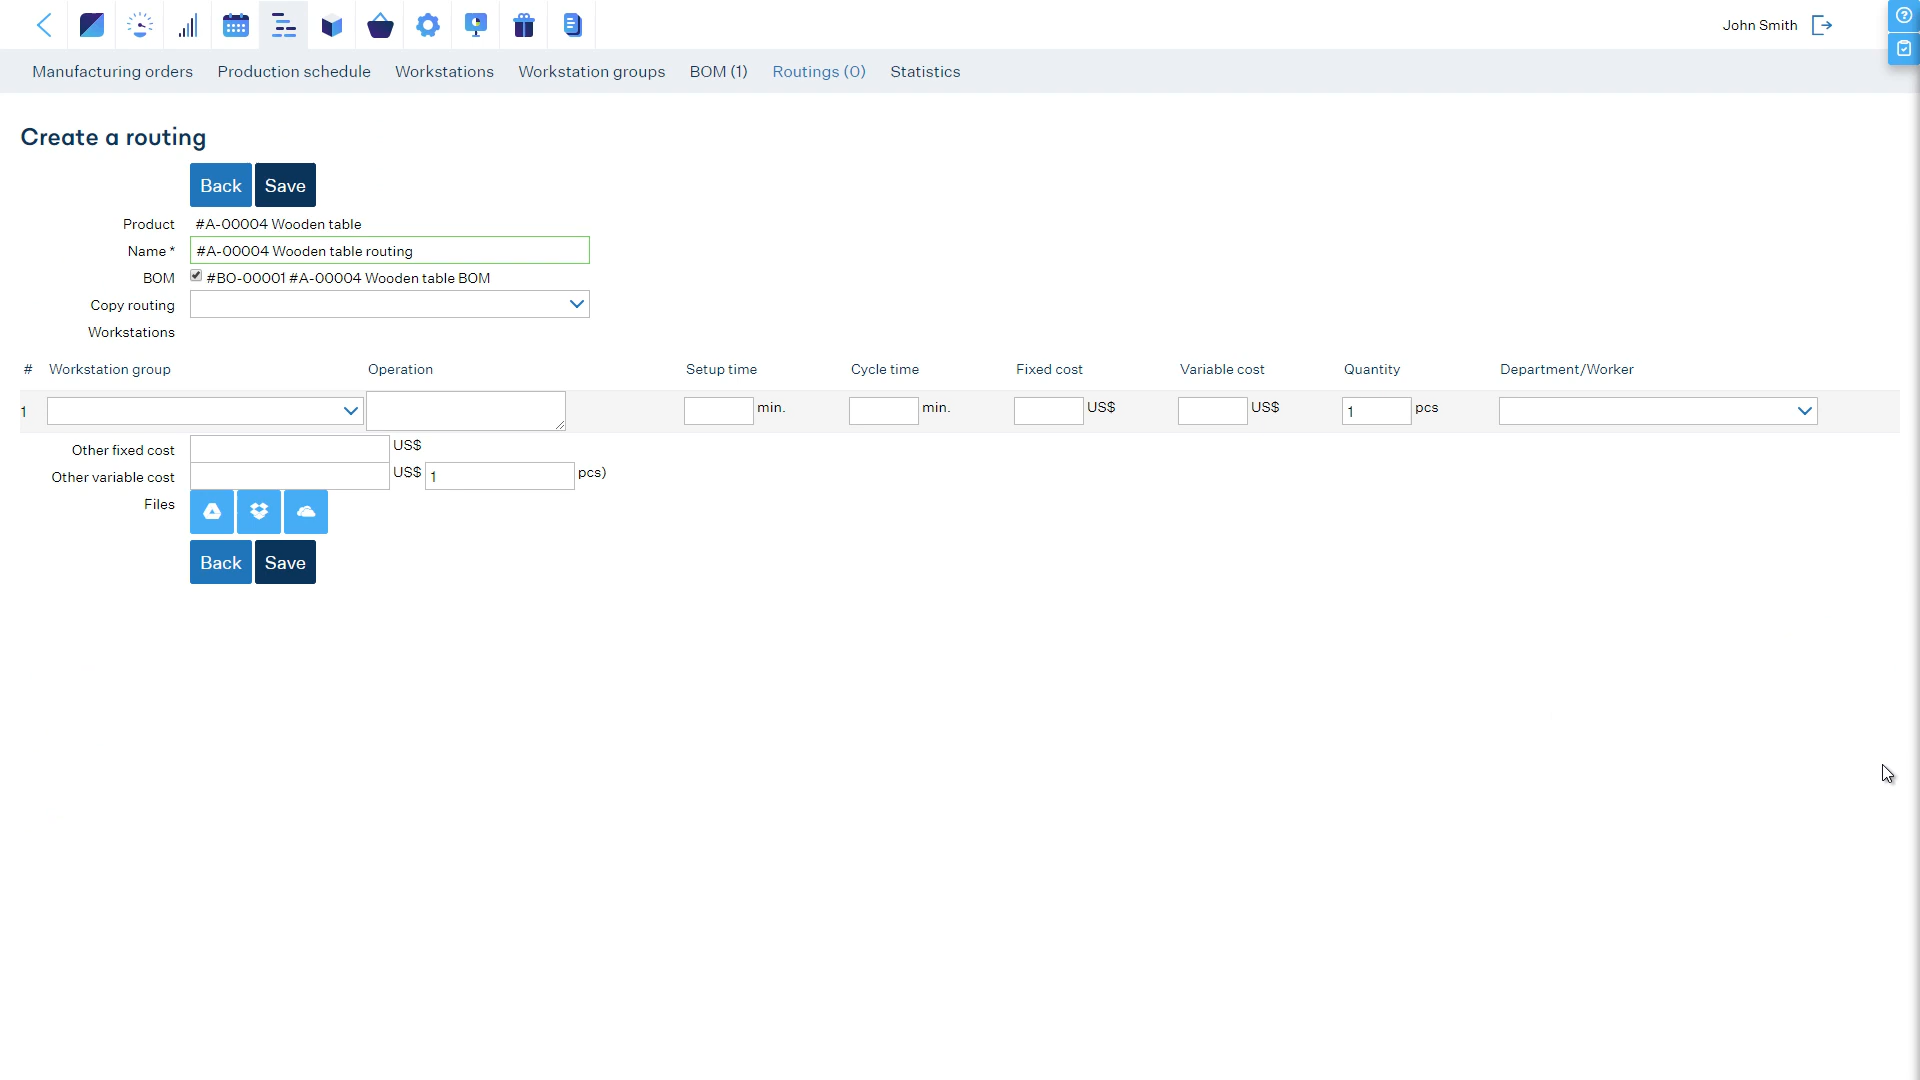 John Smith
Manufacturing orders Production schedule Workstations Workstation groups BOM (1) Routings (0) Statistics
Create a routing
Back Save
Product #A-00004 Wooden table
Name * #A-00004 Wooden table routing
BOM #BO-00001 #A-00004 Wooden table BOM
Copy routing
Workstations
# Workstation group Operation Setup time Cycle time Fixed cost Variable cost Quantity Department/Worker
1 min. min. US$ US$ 1 pcs
Other fixed cost US$
Other variable cost US$ 1 pcs)
Files
Back Save